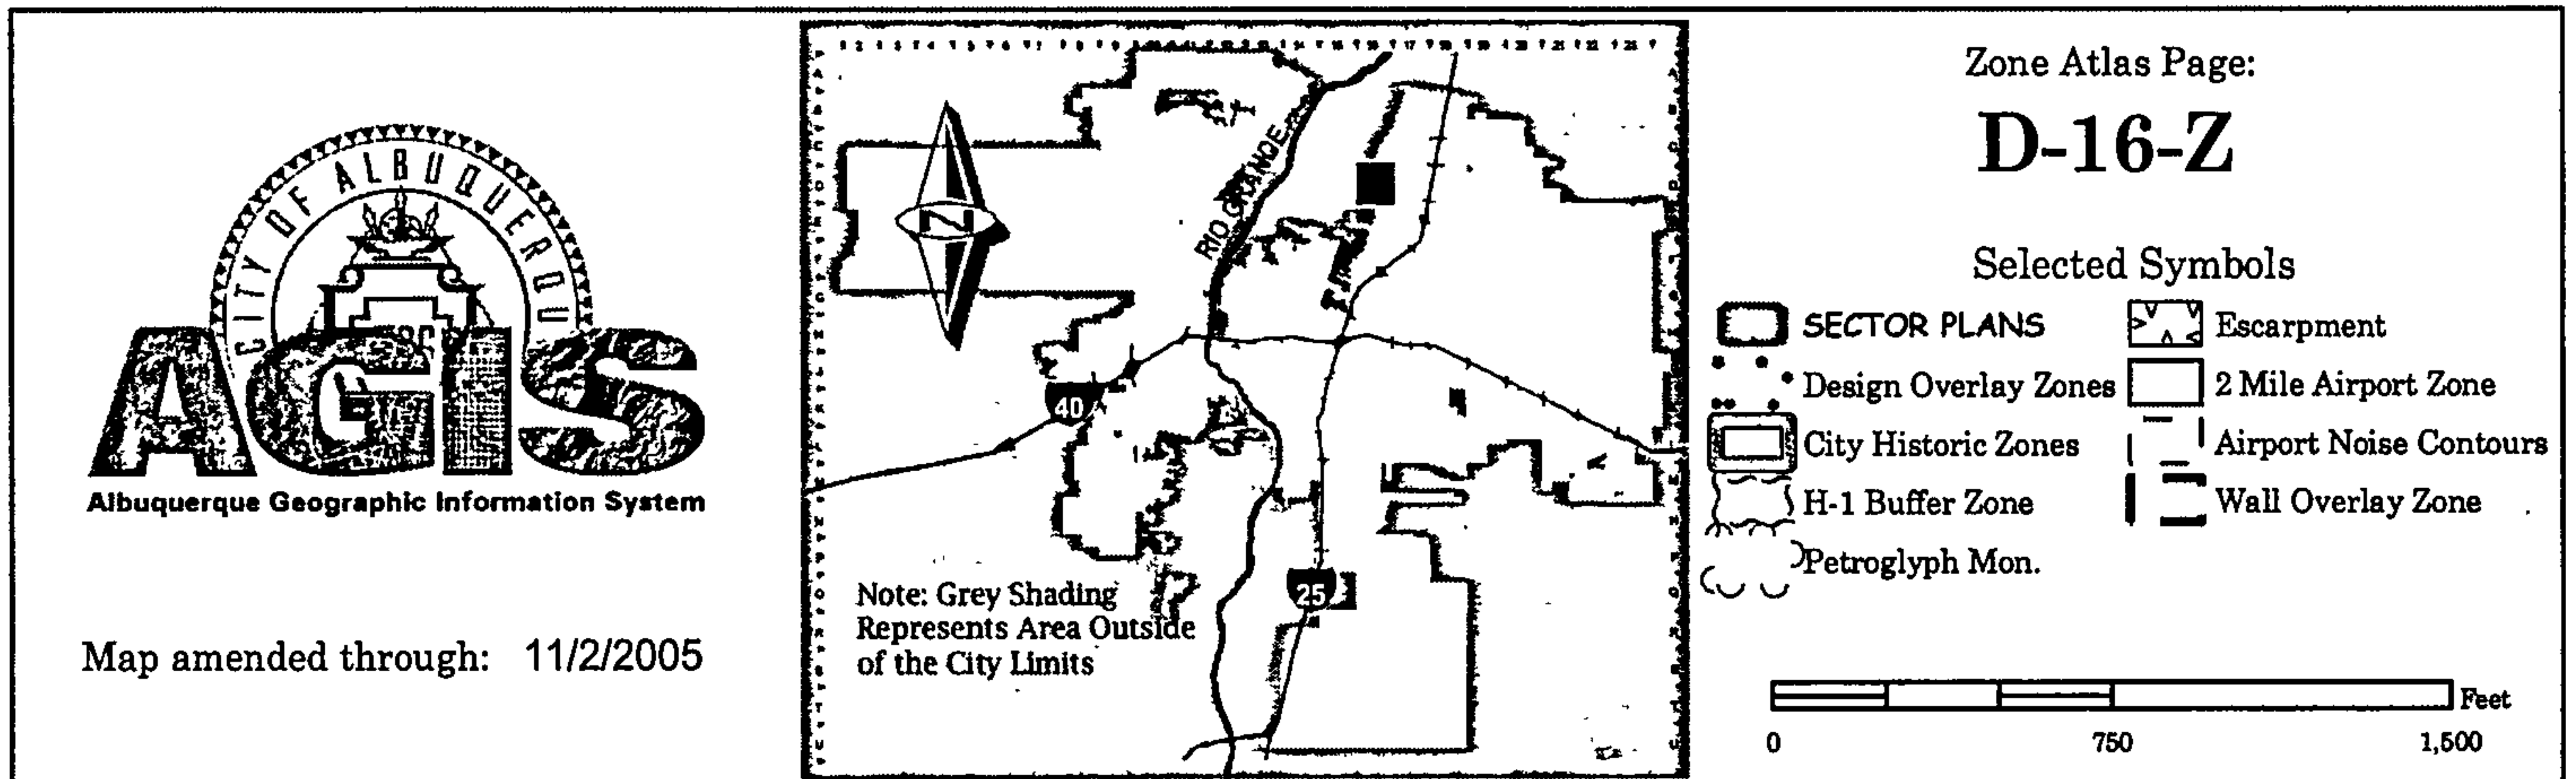 CITY OF ALBUQUERQU
AGIS
Albuquerque Geographic Information System
Map amended through: 11/2/2005
RIO GRANDE
N
40
25
Note: Grey Shading
Represents Area Outside
of the City Limits
Zone Atlas Page:
D-16-Z
Selected Symbols
SECTOR PLANS
Escarpment
Design Overlay Zones
2 Mile Airport Zone
City Historic Zones
Airport Noise Contours
H-1 Buffer Zone
Wall Overlay Zone
Petroglyph Mon.
Feet
0 750 1,500